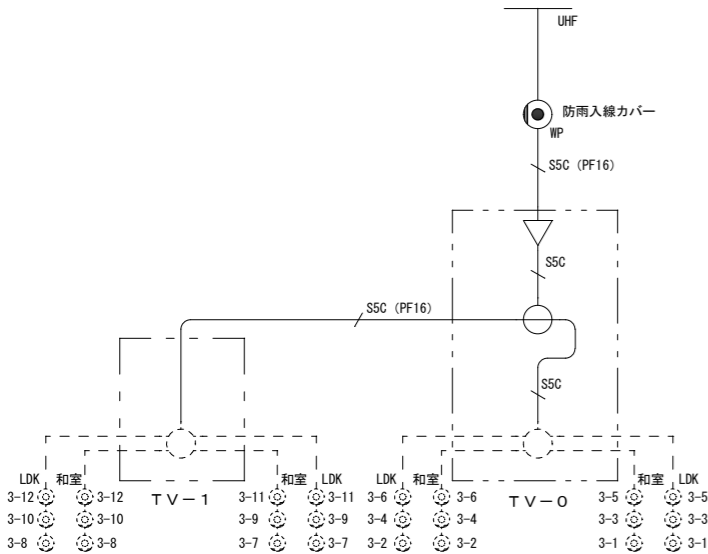 UHF
防雨入線カバー
WP
S5C (PF16)
S5C
S5C (PF16)
S5C
LDK 和室 和室 LDK LDK 和室 和室 LDK
3-12 3-12 TV-1 3-11 3-11 3-6 3-6 TV-0 3-5 3-5
3-10 3-10 3-9 3-9 3-4 3-4 3-3 3-3
3-8 3-8 3-7 3-7 3-2 3-2 3-1 3-1